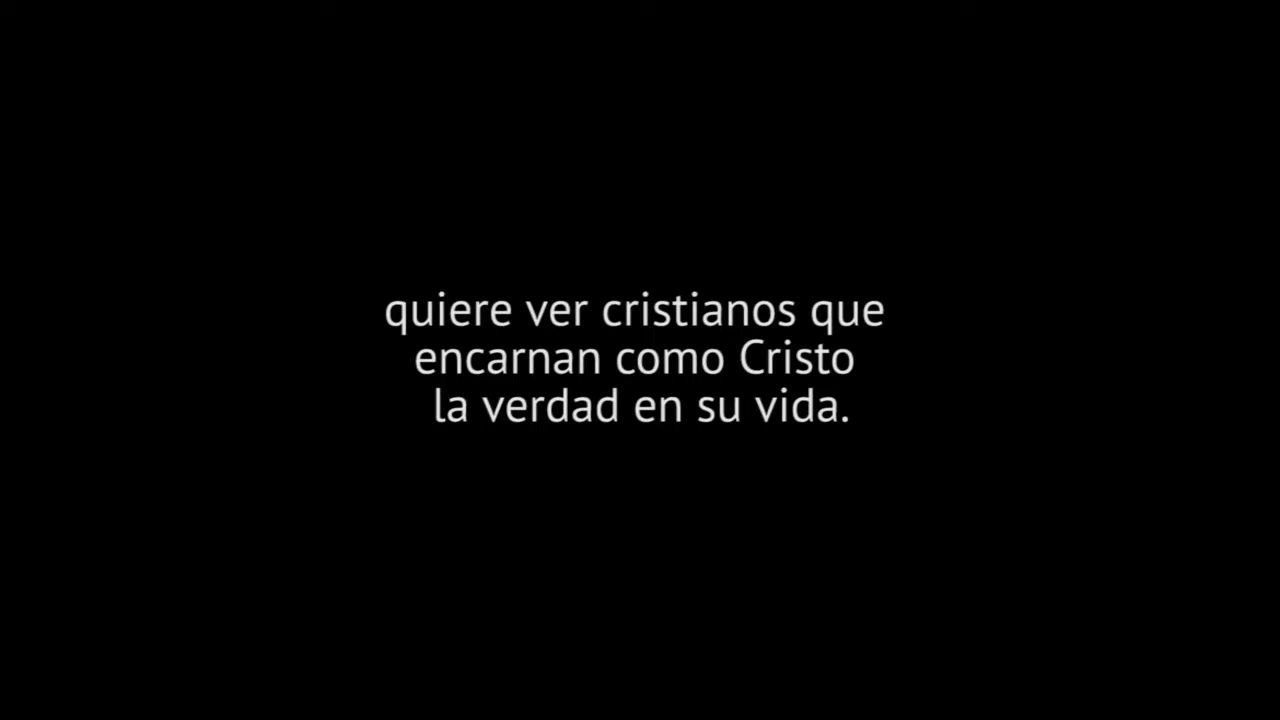 quiere ver cristianos que
encarnan como Cristo
la verdad en su vida.